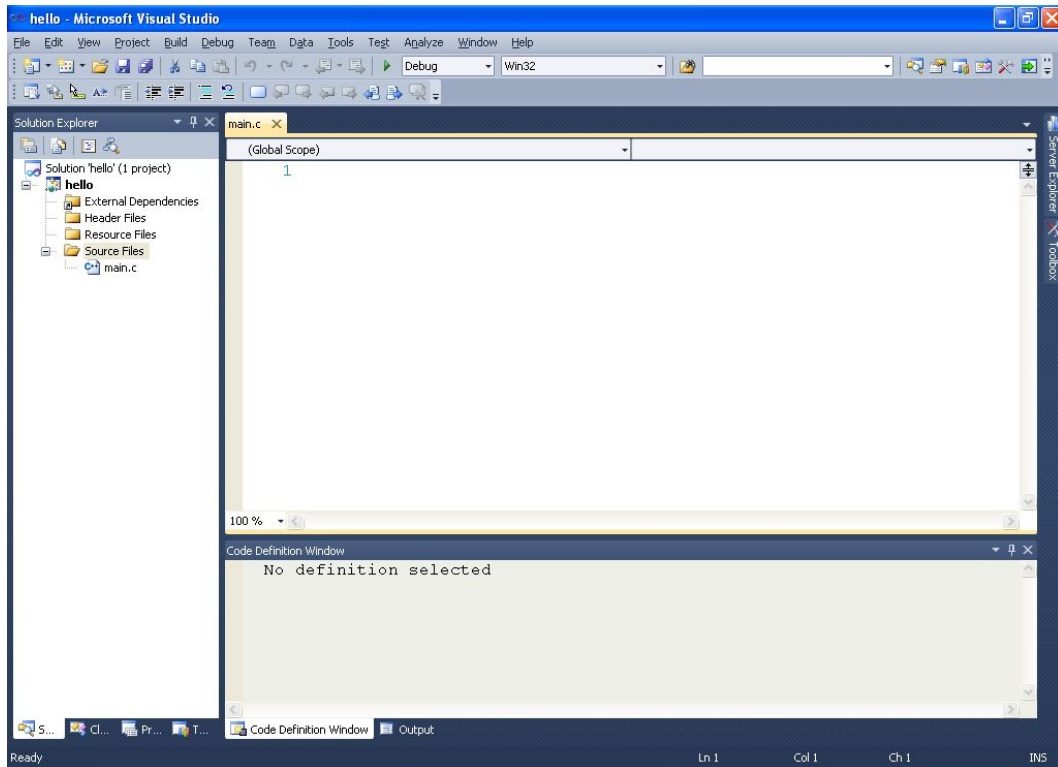 hello - Microsoft Visual Studio
File Edit View Project Build Debug Team Data Tools Test Analyze Window Help
Debug Win32
Solution Explorer
main.c
(Global Scope)
Solution 'hello' (1 project)
hello
External Dependencies
Header Files
Resource Files
Source Files
main.c
1
Server Explorer
Toolbox
100 %
Code Definition Window
No definition selected
S... Cl... Pr... T...
Code Definition Window Output
Ready Ln 1 Col 1 Ch 1 INS